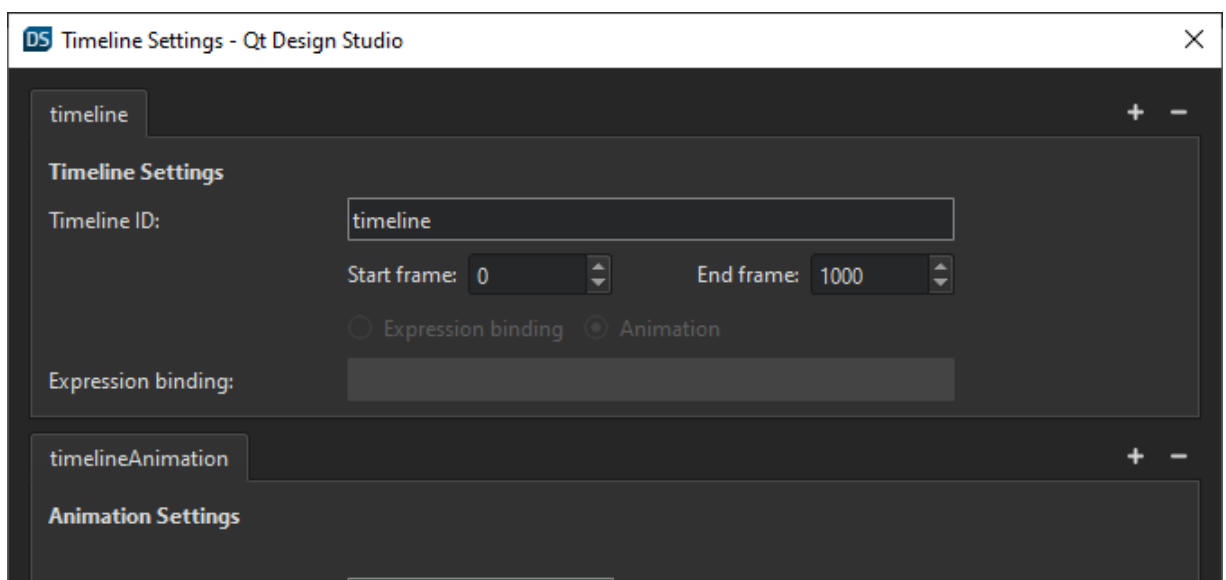 DS Timeline Settings - Qt Design Studio
timeline
Timeline Settings
Timeline ID: timeline
Start frame: 0 End frame: 1000
Expression binding Animation
Expression binding:
timelineAnimation
Animation Settings